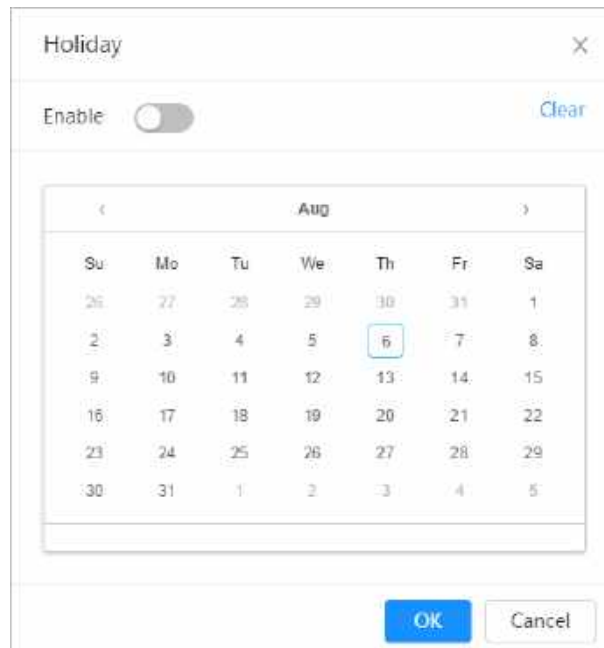 Holiday ×
Enable Clear
‹ Aug ›
Su Mo Tu We Th Fr Sa
26 27 28 29 30 31 1
2 3 4 5 6 7 8
9 10 11 12 13 14 15
16 17 18 19 20 21 22
23 24 25 26 27 28 29
30 31 1 2 3 4 5
OK Cancel